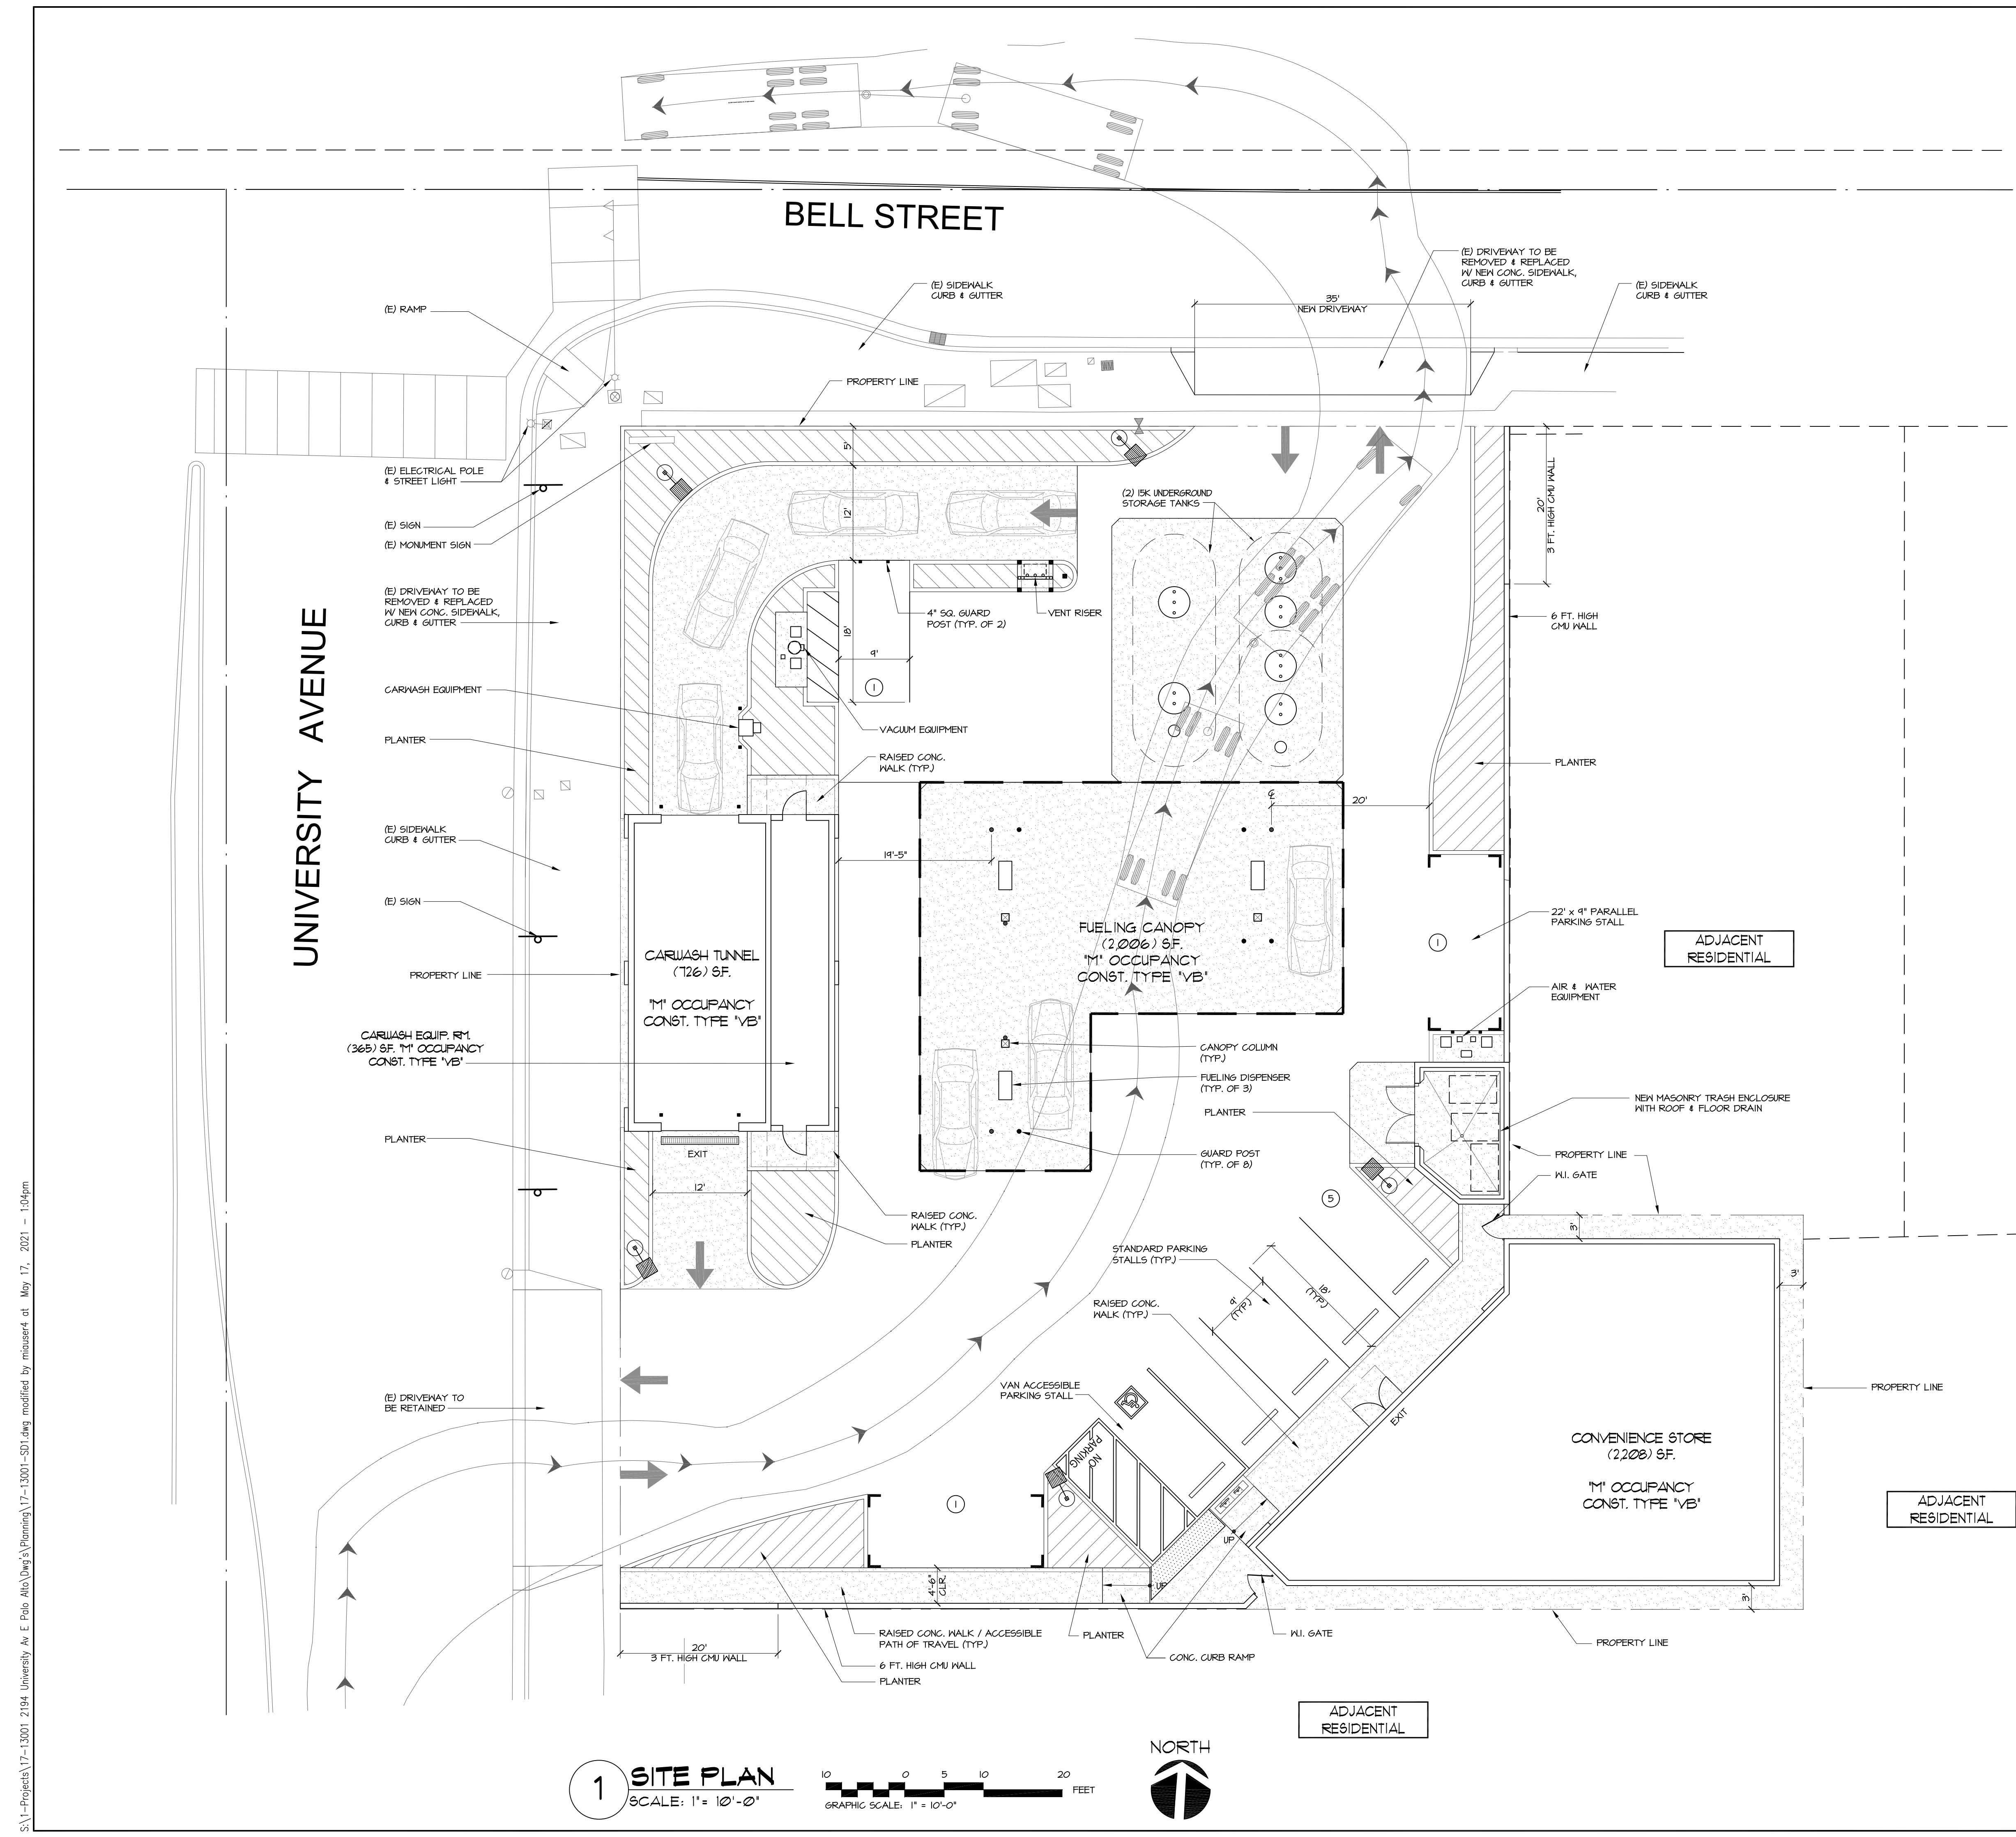 BELL STREET
(E) DRIVEWAY TO BE
REMOVED & REPLACED
W/ NEW CONC. SIDEWALK,
CURB & GUTTER
(E) SIDEWALK
CURB & GUTTER
(E) SIDEWALK
CURB & GUTTER
35'
NEW DRIVEWAY
(E) RAMP
PROPERTY LINE
5'
(E) ELECTRICAL POLE
& STREET LIGHT
20'
3 FT. HIGH CMU WALL
(2) 15K UNDERGROUND
STORAGE TANKS
12'
(E) SIGN
(E) MONUMENT SIGN
(E) DRIVEWAY TO BE
REMOVED & REPLACED
W/ NEW CONC. SIDEWALK,
CURB & GUTTER
4" SQ. GUARD
POST (TYP. OF 2)
VENT RISER
6 FT. HIGH
CMU WALL
18'
9'
1
UNIVERSITY AVENUE
CARWASH EQUIPMENT
VACUUM EQUIPMENT
PLANTER
RAISED CONC.
WALK (TYP.)
PLANTER
CL
20'
(E) SIDEWALK
CURB & GUTTER
19'-5"
(E) SIGN
22' x 9" PARALLEL
PARKING STALL
1
FUELING CANOPY
(2,006) S.F.
"M" OCCUPANCY
CONST. TYPE "VB"
ADJACENT
RESIDENTIAL
CARWASH TUNNEL
(726) S.F.
"M" OCCUPANCY
CONST. TYPE "VB"
PROPERTY LINE
AIR & WATER
EQUIPMENT
CARWASH EQUIP. RM.
(365) S.F. "M" OCCUPANCY
CONST. TYPE "VB"
CANOPY COLUMN
(TYP.)
FUELING DISPENSER
(TYP. OF 3)
PLANTER
NEW MASONRY TRASH ENCLOSURE
WITH ROOF & FLOOR DRAIN
PLANTER
EXIT
GUARD POST
(TYP. OF 8)
PROPERTY LINE
W.I. GATE
12'
5
RAISED CONC.
WALK (TYP.)
PLANTER
3'
STANDARD PARKING
STALLS (TYP.)
3'
18'
(TYP.)
9'
(TYP.)
RAISED CONC.
WALK (TYP.)
VAN ACCESSIBLE
PARKING STALL
(E) DRIVEWAY TO
BE RETAINED
PROPERTY LINE
EXIT
NO
PARKING
CONVENIENCE STORE
(2,208) S.F.
"M" OCCUPANCY
CONST. TYPE "VB"
ADJACENT
RESIDENTIAL
1
UP
UP
4'-6"
CLR.
3'
RAISED CONC. WALK / ACCESSIBLE
PATH OF TRAVEL (TYP.)
PLANTER
W.I. GATE
PROPERTY LINE
20'
3 FT. HIGH CMU WALL
6 FT. HIGH CMU WALL
CONC. CURB RAMP
PLANTER
ADJACENT
RESIDENTIAL
1
SITE PLAN
SCALE: 1"= 10'-0"
10 0 5 10 20
FEET
GRAPHIC SCALE: 1" = 10'-0"
NORTH
S:\1-Projects\17-13001 2194 University Av E Palo Alto\Dwg's\Planning\17-13001-SD1.dwg modified by miauser4 at May 17, 2021 - 1:04pm